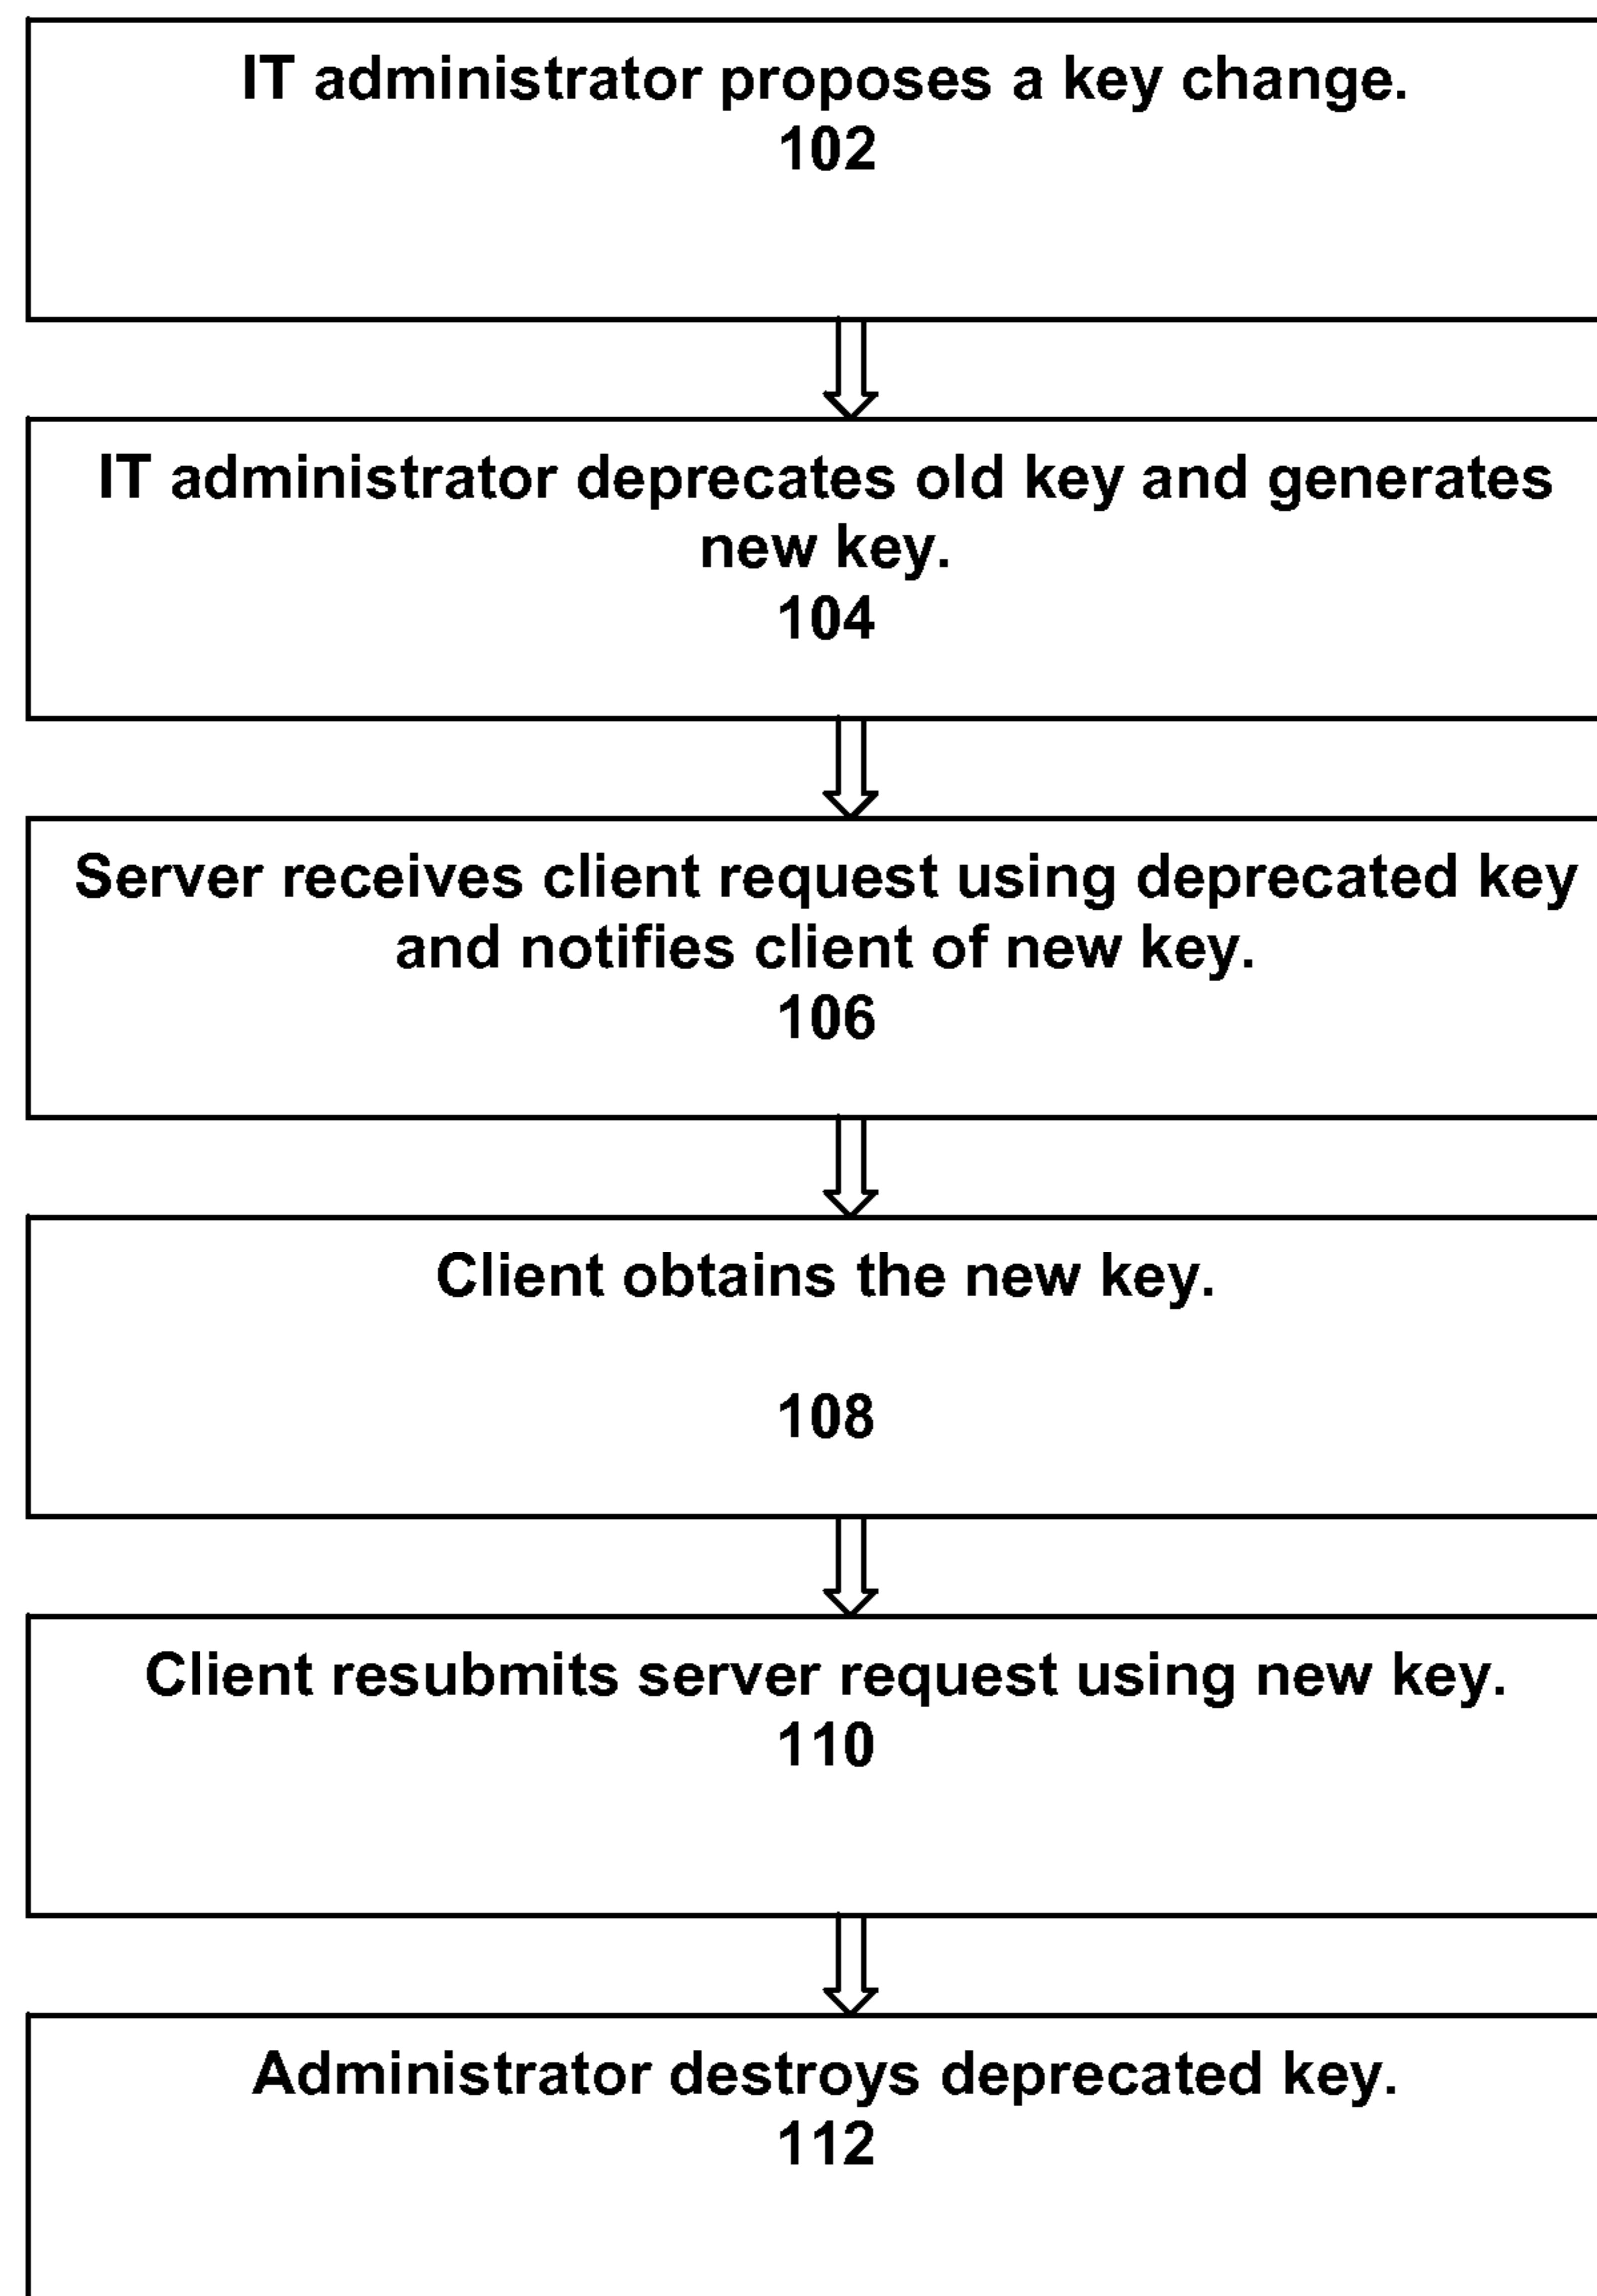 IT administrator proposes a key change.
102
IT administrator deprecates old key and generates
new key.
104
Server receives client request using deprecated key
and notifies client of new key.
106
Client obtains the new key.
108
Client resubmits server request using new key.
110
Administrator destroys deprecated key.
112